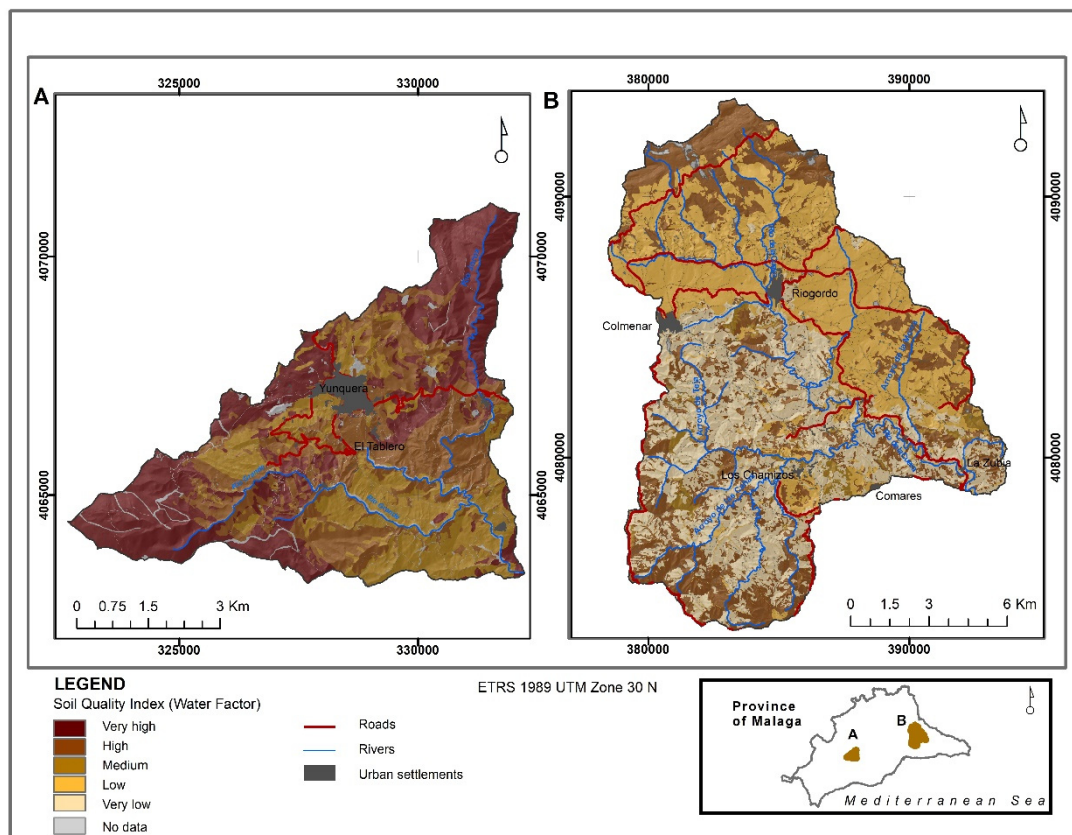 325000 330000
380000 390000
A
B
4070000
4070000
4065000
4065000
4090000
4090000
4080000
4080000
Yunquera
El Tablero
Riogordo
Colmenar
Los Chamizos
La Zubia
Comares
0 0.75 1.5 3 Km
0 1.5 3 6 Km
325000 330000
380000 390000
LEGEND
Soil Quality Index (Water Factor)
Very high
High
Medium
Low
Very low
No data
Roads
Rivers
Urban settlements
ETRS 1989 UTM Zone 30 N
Province
of Malaga
A
B
Mediterranean Sea